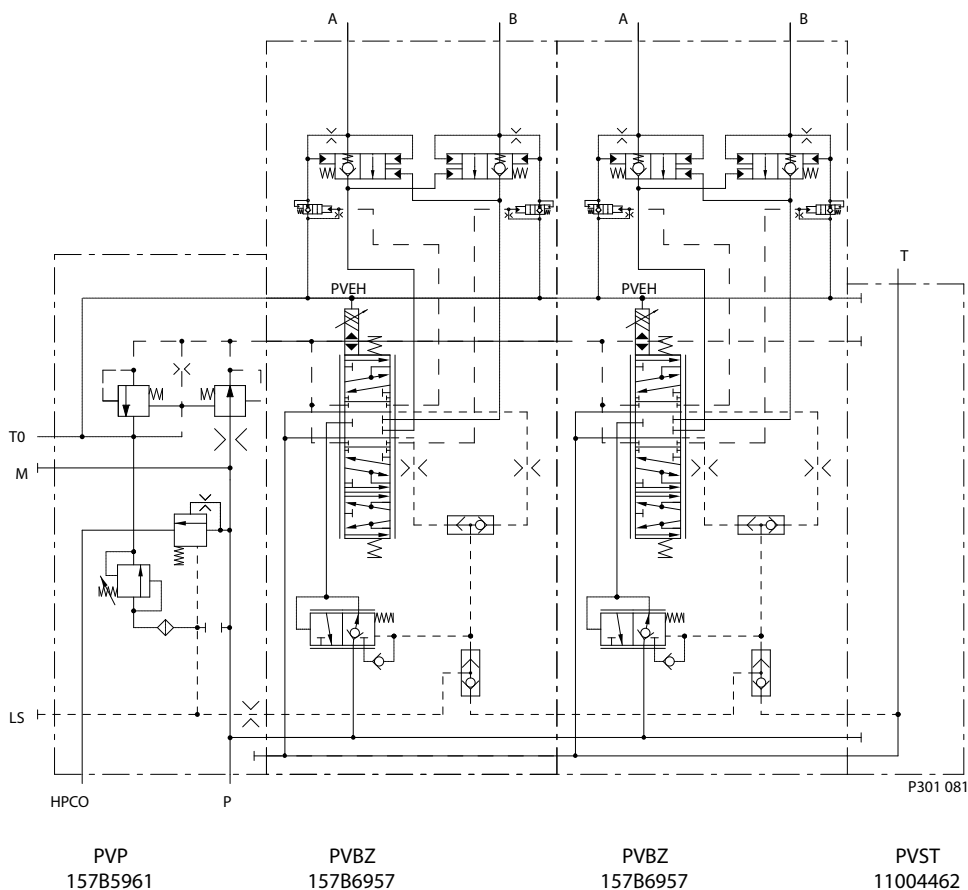 A B A B
T
PVEH PVEH
T0
M
LS
P301 081
HPCO P
PVP PVBZ PVBZ PVST
157B5961 157B6957 157B6957 11004462